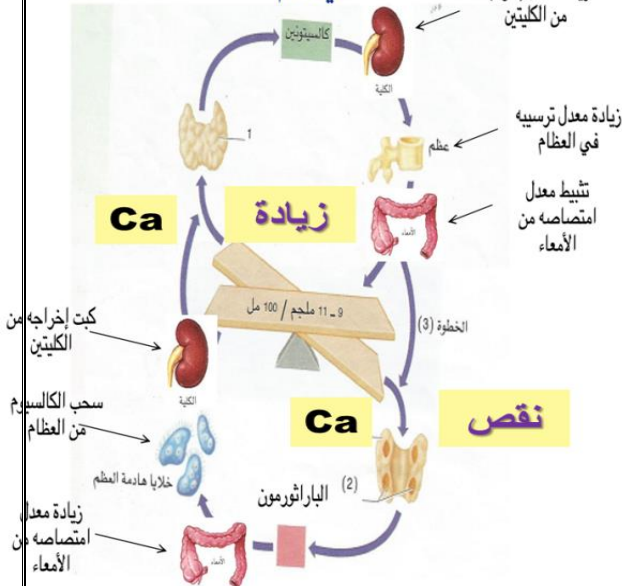 من الكليتين
كالسيتونين
الكلية
زيادة معدل ترسيبه
في العظام
عظم
1
تثبيط معدل
امتصاصه من
الأمعاء
الأمعاء
زيادة
Ca
9 ـ 11 ملجم / 100 مل
الخطوة (3)
كبت إخراجه من
الكليتين
الكلية
نقص
Ca
سحب الكالسيوم
من العظام
خلايا هادمة العظم
(2)
الباراثورمون
زيادة معدل
امتصاصه من
الأمعاء
الأمعاء